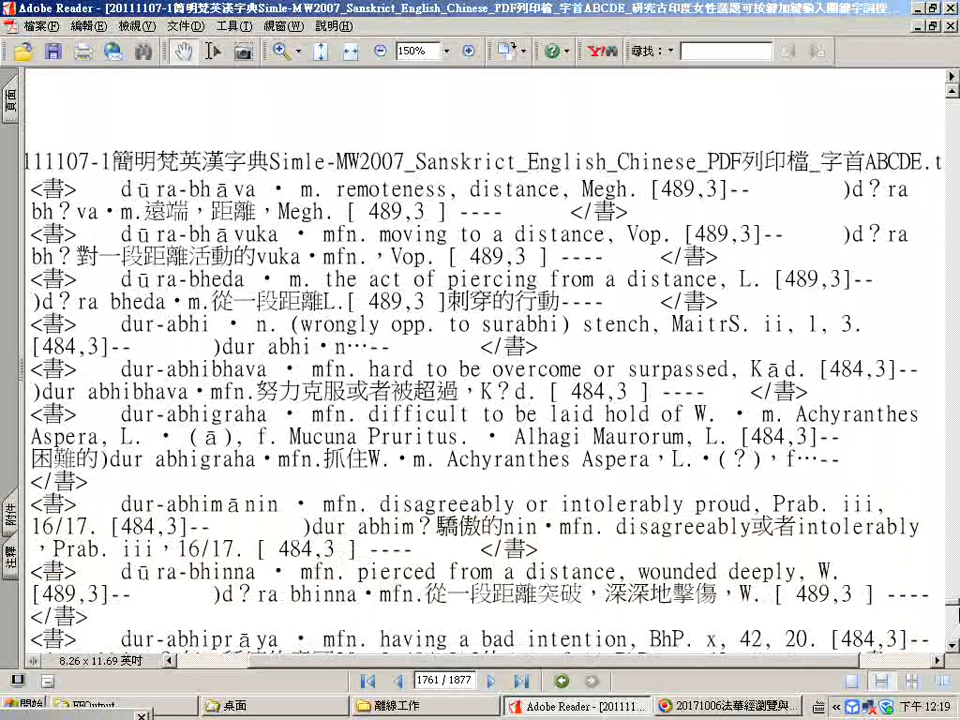 Adobe Reader - [20111107-1簡明梵英漢字典Simle-MW2007_Sanskrict_English_Chinese_PDF列印檔_字首ABCDE_研究古印度女性議題可按鍵加鍵輸入關鍵字詞搜
檔案(F) 編輯(E) 檢視(V) 文件(D) 工具(T) 視窗(W) 說明(H)
150% 尋找:
頁面
111107-1簡明梵英漢字典Simle-MW2007_Sanskrict_English_Chinese_PDF列印檔_字首ABCDE.t
<書> dūra-bhāva • m. remoteness, distance, Megh. [489,3]-- )d?ra
bh?va•m.遠端，距離，Megh. [ 489,3 ] ---- </書>
<書> dūra-bhāvuka • mfn. moving to a distance, Vop. [489,3]-- )d?ra
bh?對一段距離活動的vuka•mfn.，Vop. [ 489,3 ] ---- </書>
<書> dūra-bheda • m. the act of piercing from a distance, L. [489,3]--
)d?ra bheda•m.從一段距離L.[ 489,3 ]刺穿的行動---- </書>
<書> dur-abhi • n. (wrongly opp. to surabhi) stench, MaitrS. ii, 1, 3.
[484,3]-- )dur abhi•n…-- </書>
<書> dur-abhibhava • mfn. hard to be overcome or surpassed, Kād. [484,3]--
)dur abhibhava•mfn.努力克服或者被超過，K?d. [ 484,3 ] ---- </書>
<書> dur-abhigraha • mfn. difficult to be laid hold of W. • m. Achyranthes
Aspera, L. • (ā), f. Mucuna Pruritus. • Alhagi Maurorum, L. [484,3]--
困難的)dur abhigraha•mfn.抓住W.•m. Achyranthes Aspera，L.•(?)，f…--
</書>
<書> dur-abhimānin • mfn. disagreeably or intolerably proud, Prab. iii,
16/17. [484,3]-- )dur abhim?驕傲的nin•mfn. disagreeably或者intolerably
，Prab. iii，16/17. [ 484,3 ] ---- </書>
<書> dūra-bhinna • mfn. pierced from a distance, wounded deeply, W.
[489,3]-- )d?ra bhinna•mfn.從一段距離突破，深深地擊傷，W. [ 489,3 ] ----
</書>
<書> dur-abhiprāya • mfn. having a bad intention, BhP. x, 42, 20. [484,3]--
附件
注釋
8.26 x 11.69 英吋
1761 / 1877
開始 FFOutput 桌面 離線工作 Adobe Reader - [2011... 20171006法華經瀏覽與... 下午 12:19